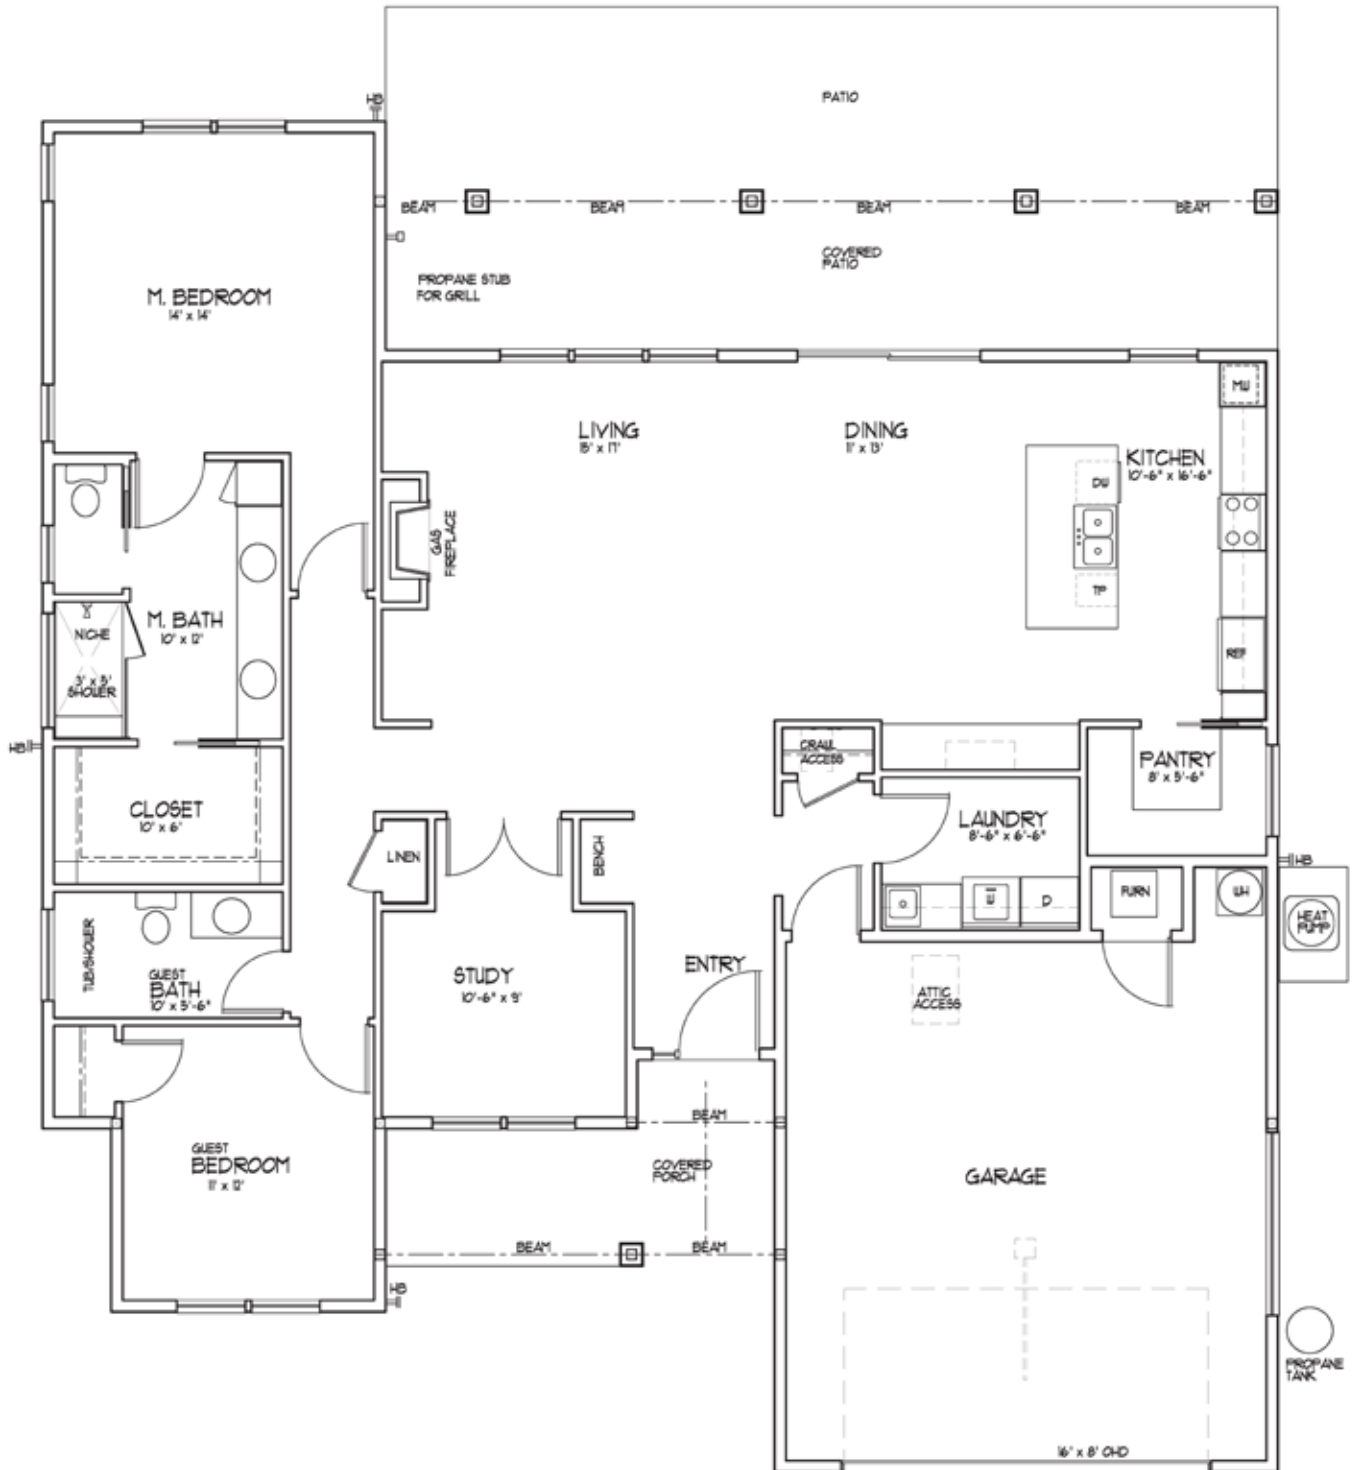 PATIO
HB
BEAM
BEAM
BEAM
BEAM
COVERED
PATIO
PROPANE STUB
FOR GRILL
M. BEDROOM
14' x 14'
LIVING
15' x 17'
DINING
11' x 13'
KITCHEN
10'-6" x 16'-6"
MW
DW
TP
REF
GAS
FIREPLACE
M. BATH
10' x 12'
NICHE
3' x 5'
SHOWER
HB
CLOSET
10' x 6'
CRAWL
ACCESS
PANTRY
8' x 5'-6"
LAUNDRY
8'-6" x 6'-6"
LINEN
BENCH
HB
W
D
FURN
WH
HEAT
PUMP
TUB/SHOWER
GUEST
BATH
10' x 5'-6"
STUDY
10'-6" x 9'
ENTRY
ATTIC
ACCESS
BEAM
GUEST
BEDROOM
11' x 12'
COVERED
PORCH
GARAGE
BEAM
BEAM
HB
PROPANE
TANK
16' x 8' OHD